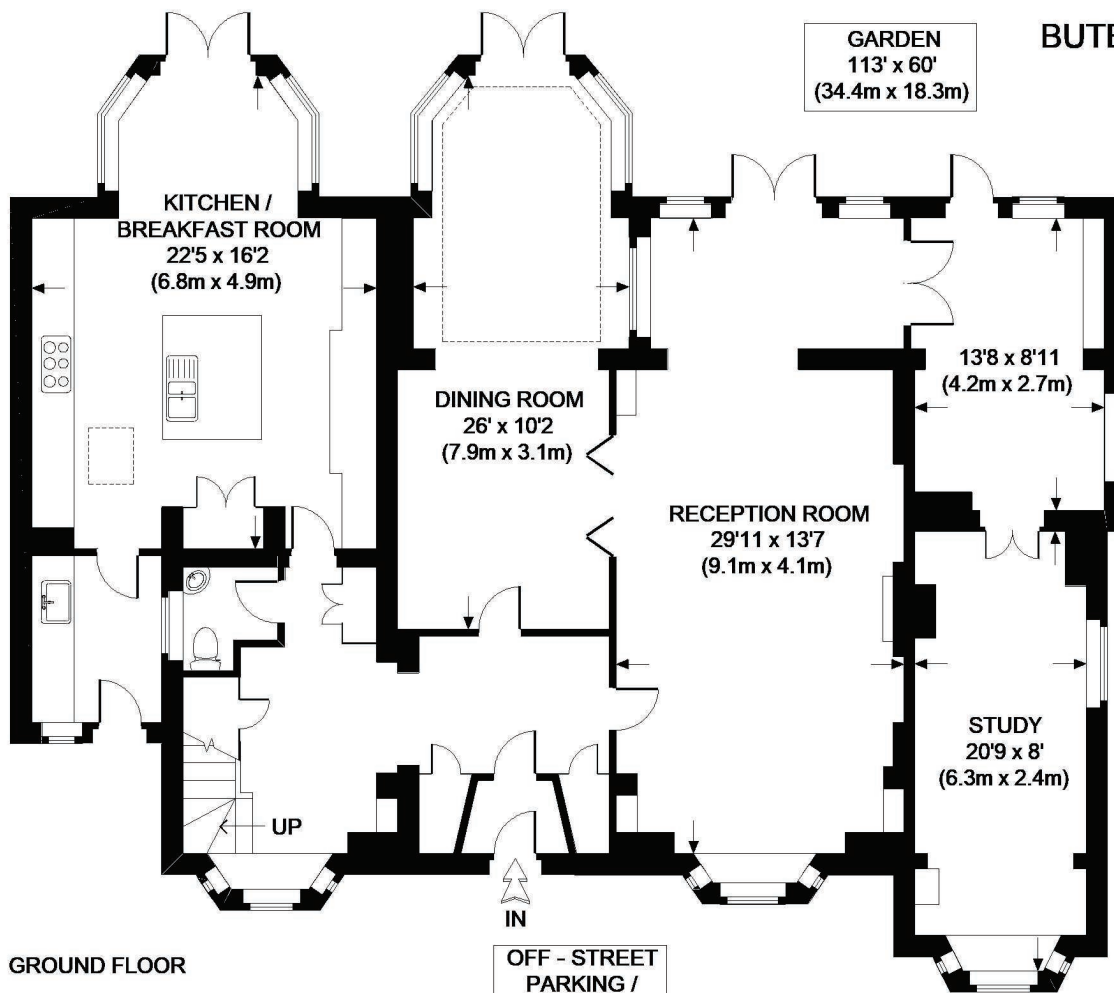 GARDEN
113' x 60'
(34.4m x 18.3m)
KITCHEN /
BREAKFAST ROOM
22'5 x 16'2
(6.8m x 4.9m)
13'8 x 8'11
(4.2m x 2.7m)
DINING ROOM
26' x 10'2
(7.9m x 3.1m)
RECEPTION ROOM
29'11 x 13'7
(9.1m x 4.1m)
STUDY
20'9 x 8'
(6.3m x 2.4m)
UP
IN
GROUND FLOOR
OFF - STREET
PARKING /